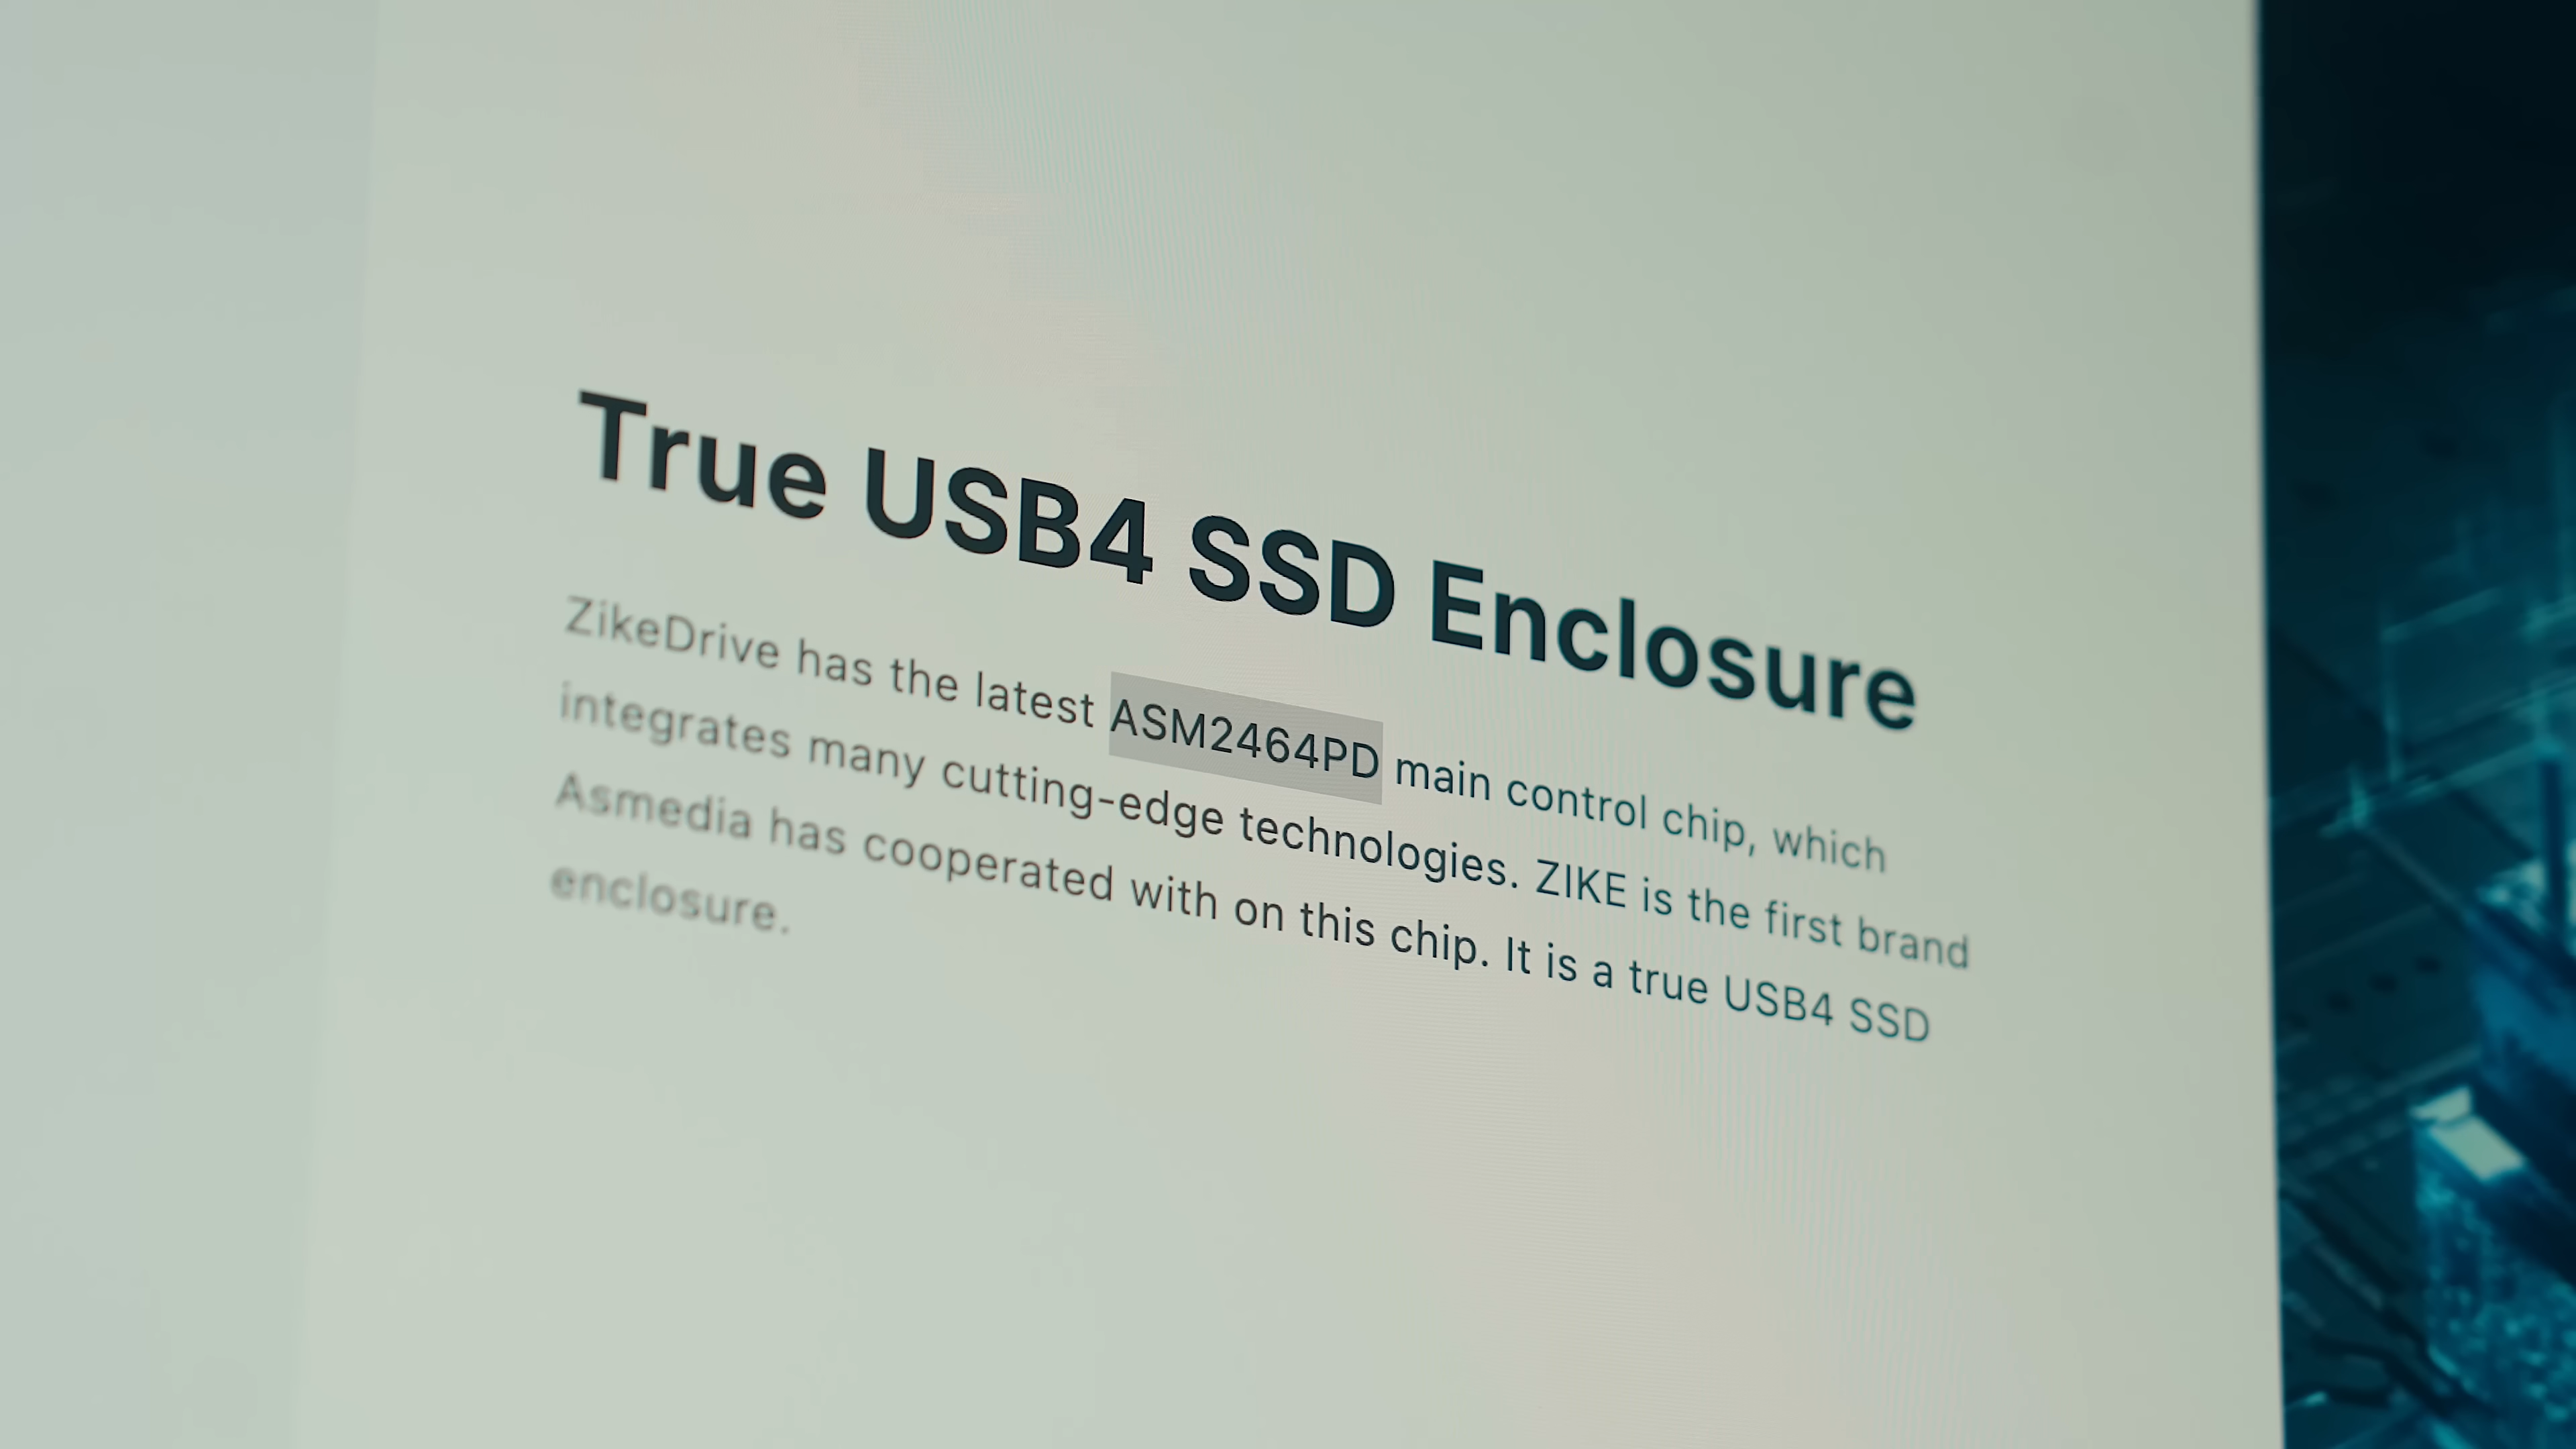 True USB4 SSD Enclosure
ZikeDrive has the latest ASM2464PD main control chip, which
integrates many cutting-edge technologies. ZIKE is the first brand
Asmedia has cooperated with on this chip. It is a true USB4 SSD
enclosure.